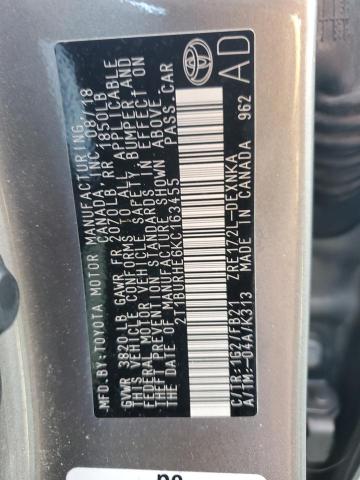 MFD.BY: TOYOTA MOTOR MANUFACTURING
CANADA, INC. 08/18
GVWR 3820LB GAWR FR 2070LB RR 1850LB
THIS VEHICLE CONFORMS TO ALL APPLICABLE
FEDERAL MOTOR VEHICLE SAFETY, BUMPER, AND
THEFT PREVENTION STANDARDS IN EFFECT ON
THE DATE OF MANUFACTURE SHOWN ABOVE.
2T1BURHE6KC163455 PASS.CAR
C/TR: 1G2/FB21 ZRE172L-DEXNKA
A/TM: -04A/K313 MADE IN CANADA 962
AD